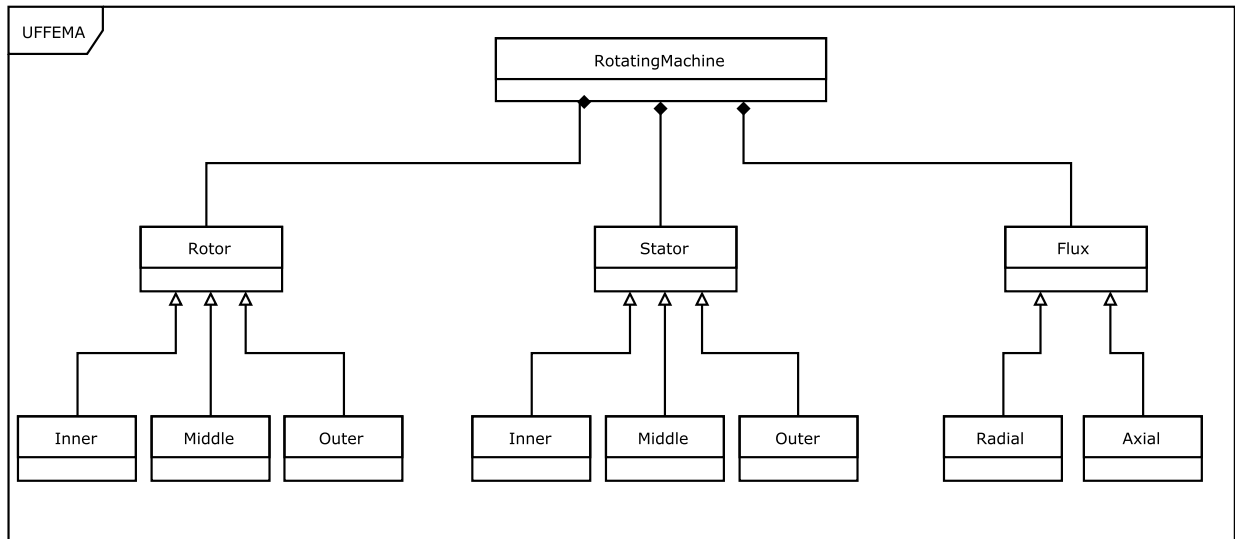 UFFEMA
RotatingMachine
Rotor
Stator
Flux
Inner
Middle
Outer
Inner
Middle
Outer
Radial
Axial